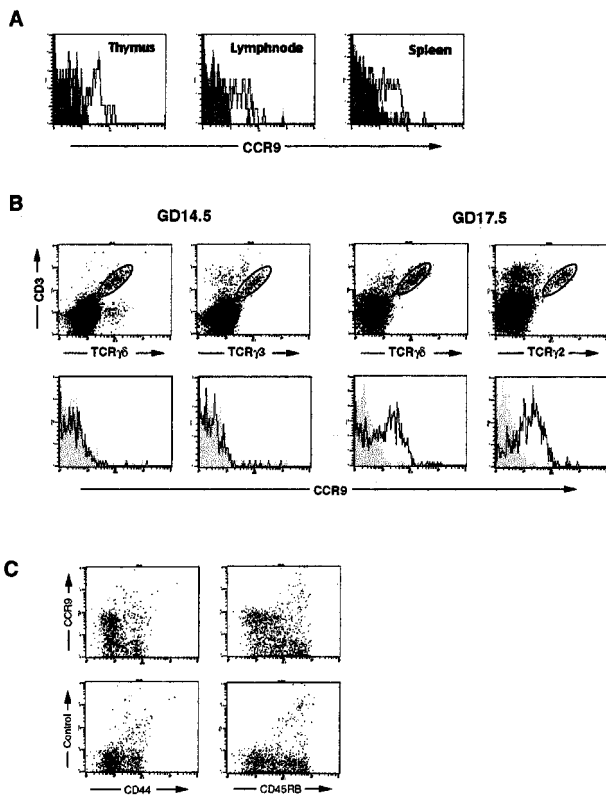 A
Thymus
Lymphnode
Spleen
CCR9
B
GD14.5
GD17.5
CD3
TCRγδ
TCRγ3
TCRγδ
TCRγ2
CCR9
C
CCR9
Control
CD44
CD45RB